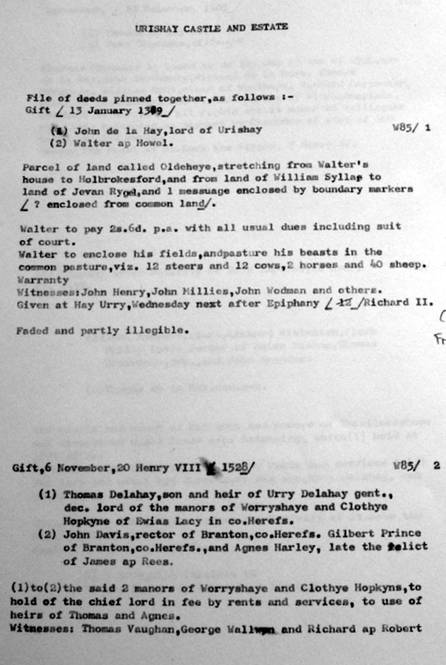 URISHAY CASTLE AND ESTATE
File of deeds pinned together,as follows :-
Gift / 13 January 1389/
(1) John de la Hay,lord of Urishay W85/ 1
(2) Walter ap Howel.
Parcel of land called Oldeheye,stretching from Walter's
house to Holbrokesford,and from land of William Syllap to
land of Jevan Rygel,and 1 messuage enclosed by boundary markers
/ ? enclosed from common land/.
Walter to pay 2s.6d. p.a. with all usual dues including suit
of court.
Walter to enclose his fields,andpasture his beasts in the
common pasture,viz. 12 steers and 12 cows,2 horses and 40 sheep.
Warranty
Witnesses:John Henry,John Millies,John Wodman and others.
Given at Hay Urry,Wednesday next after Epiphany / 12 /Richard II.
Faded and partly illegible.
Gift,6 November,20 Henry VIII / 1528/ W85/ 2
(1) Thomas Delahay,son and heir of Urry Delahay gent.,
dec. lord of the manors of Worryshaye and Clothye
Hopkyne of Ewias Lacy in co.Herefs.
(2) John Davis,rector of Branton,co.Herefs. Gilbert Prince
of Branton,co.Herefs.,and Agnes Harley, late the relict
of James ap Rees.
(1)to(2)the said 2 manors of Worryshaye and Clothye Hopkyns,to
hold of the chief lord in fee by rents and services, to use of
heirs of Thomas and Agnes.
Witnesses: Thomas Vaughan,George Wallwyn and Richard ap Robert